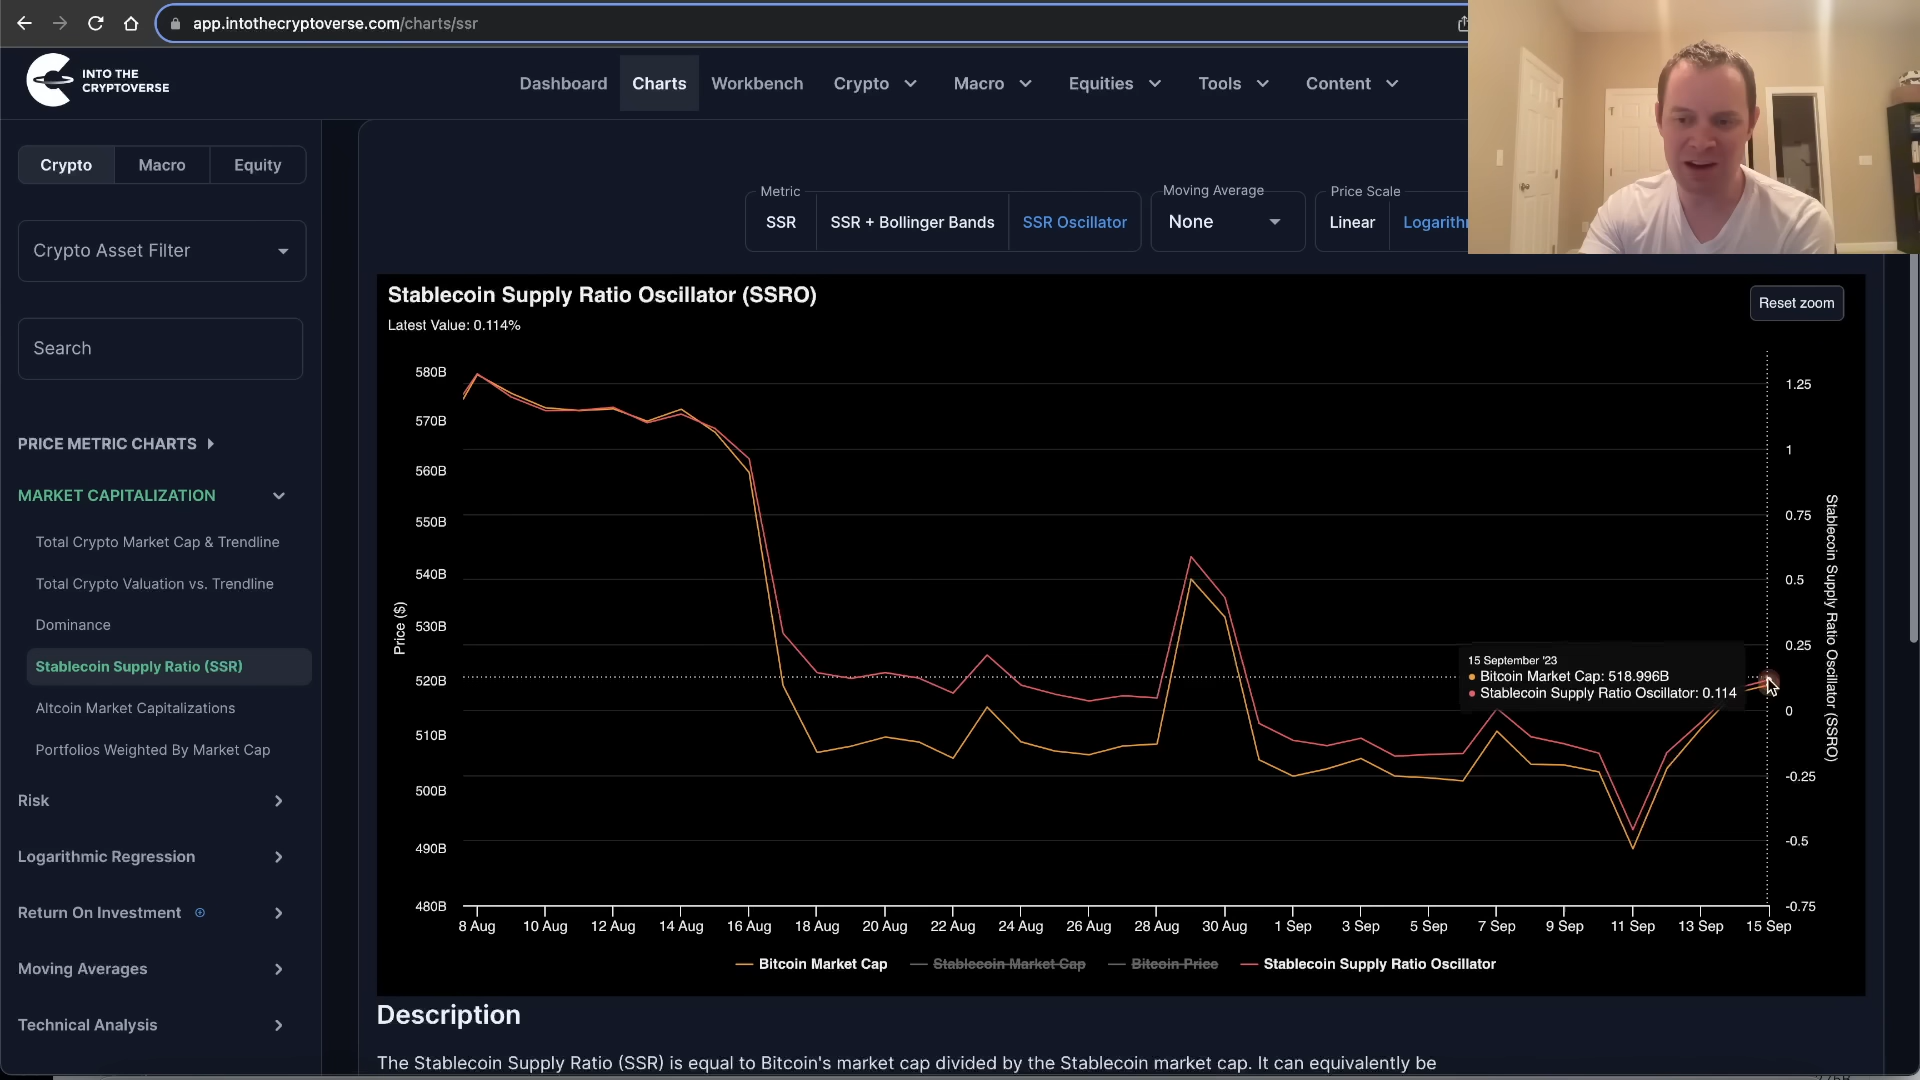 app.intothecryptoverse.com/charts/ssr
INTO THE
CRYPTOVERSE
Dashboard
Charts
Workbench
Crypto
Macro
Equities
Tools
Content
Crypto
Macro
Equity
Crypto Asset Filter
Search
PRICE METRIC CHARTS
MARKET CAPITALIZATION
Total Crypto Market Cap & Trendline
Total Crypto Valuation vs. Trendline
Dominance
Stablecoin Supply Ratio (SSR)
Altcoin Market Capitalizations
Portfolios Weighted By Market Cap
Risk
Logarithmic Regression
Return On Investment
Moving Averages
Technical Analysis
Metric
SSR
SSR + Bollinger Bands
SSR Oscillator
Moving Average
None
Price Scale
Linear
Logarithm
Stablecoin Supply Ratio Oscillator (SSRO)
Latest Value: 0.114%
Reset zoom
Price ($)
580B
570B
560B
550B
540B
530B
520B
510B
500B
490B
480B
1.25
1
0.75
0.5
0.25
0
-0.25
-0.5
-0.75
Stablecoin Supply Ratio Oscillator (SSRO)
15 September '23
Bitcoin Market Cap: 518.996B
Stablecoin Supply Ratio Oscillator: 0.114
8 Aug
10 Aug
12 Aug
14 Aug
16 Aug
18 Aug
20 Aug
22 Aug
24 Aug
26 Aug
28 Aug
30 Aug
1 Sep
3 Sep
5 Sep
7 Sep
9 Sep
11 Sep
13 Sep
15 Sep
Bitcoin Market Cap
Stablecoin Market Cap
Bitcoin Price
Stablecoin Supply Ratio Oscillator
Description
The Stablecoin Supply Ratio (SSR) is equal to Bitcoin's market cap divided by the Stablecoin market cap. It can equivalently be